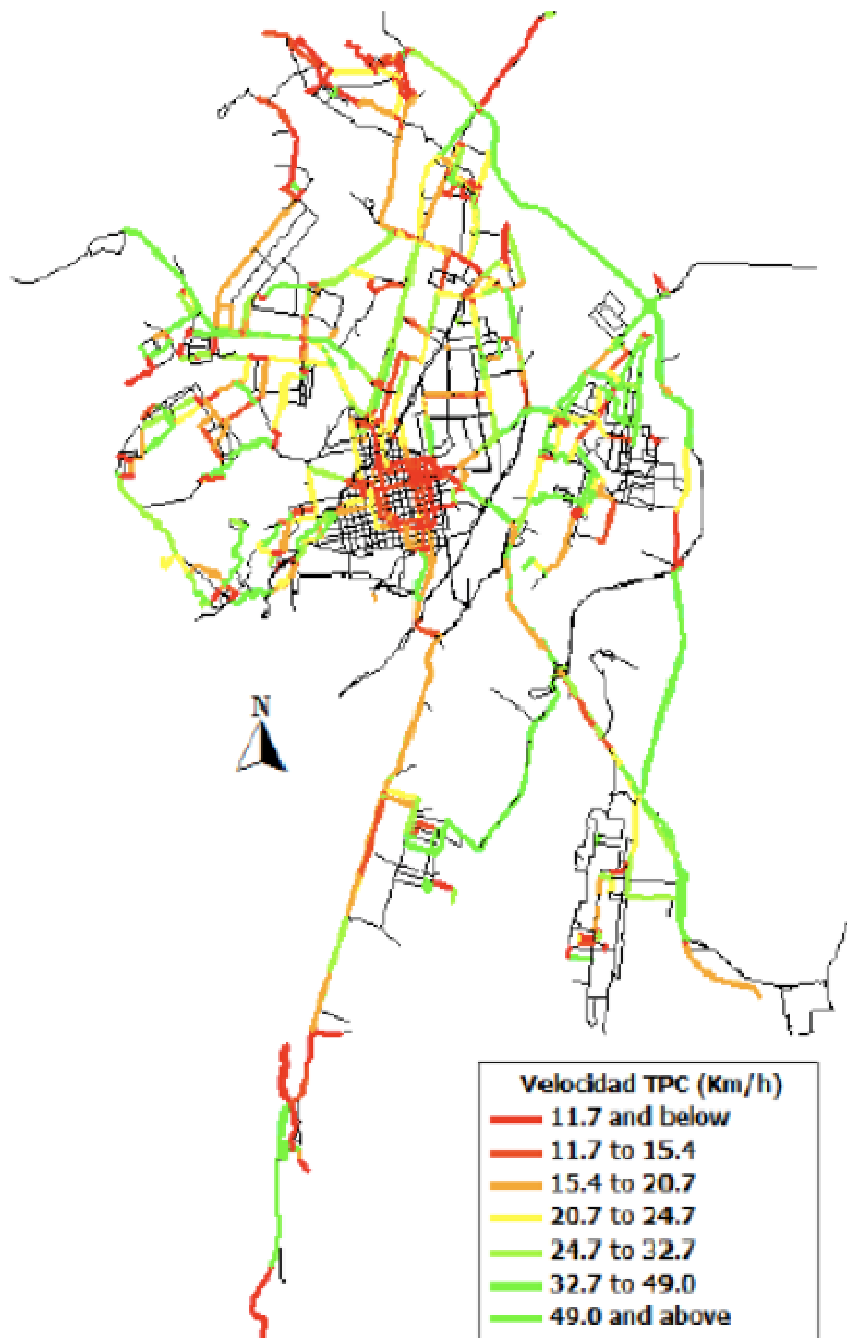 N
Velocidad TPC (Km/h)
11.7 and below
11.7 to 15.4
15.4 to 20.7
20.7 to 24.7
24.7 to 32.7
32.7 to 49.0
49.0 and above